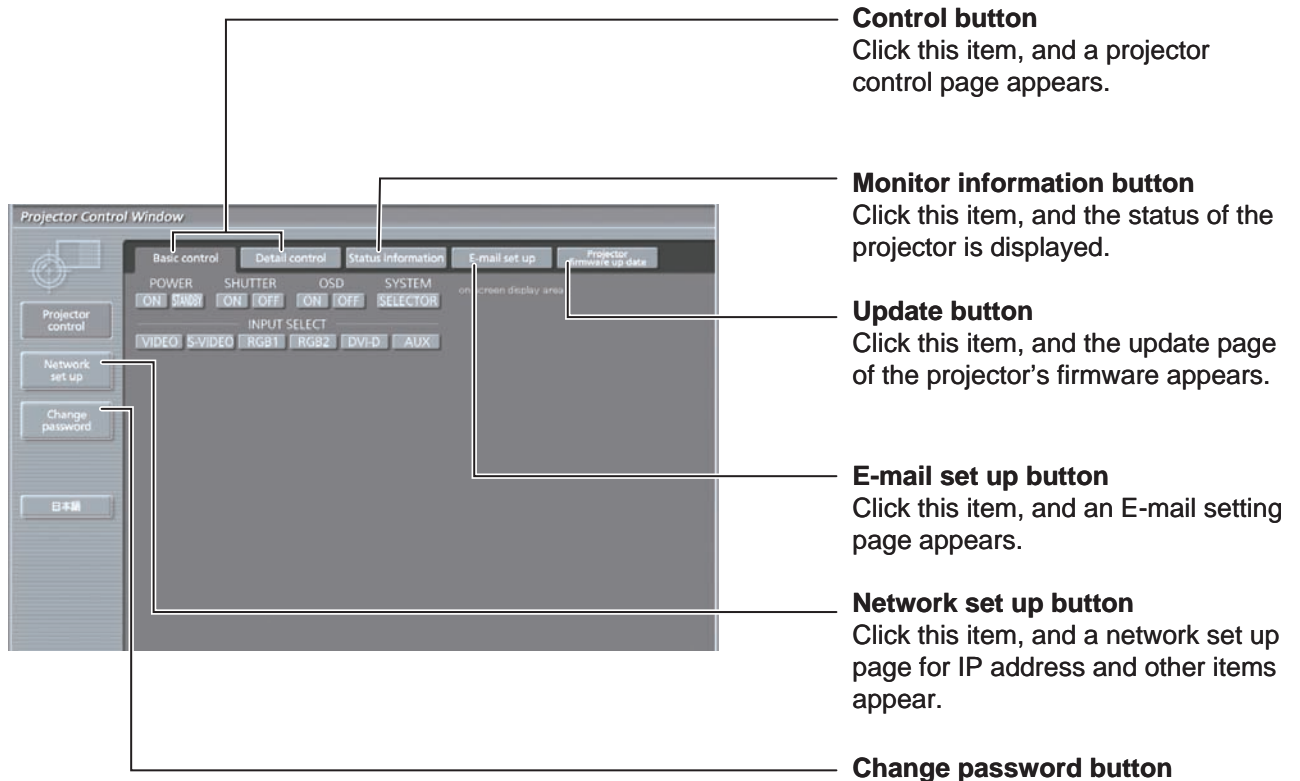 Control button
Click this item, and a projector
control page appears.
Monitor information button
Click this item, and the status of the
projector is displayed.
Update button
Click this item, and the update page
of the projector's firmware appears.
E-mail set up button
Click this item, and an E-mail setting
page appears.
Network set up button
Click this item, and a network set up
page for IP address and other items
appear.
Change password button
Projector Control Window
Basic control Detail control Status information E-mail set up Projector
firmware up date
POWER SHUTTER OSD SYSTEM
on screen display area
ON STANDBY ON OFF ON OFF SELECTOR
INPUT SELECT
VIDEO S-VIDEO RGB1 RGB2 DVI-D AUX
Projector
control
Network
set up
Change
password
日本語